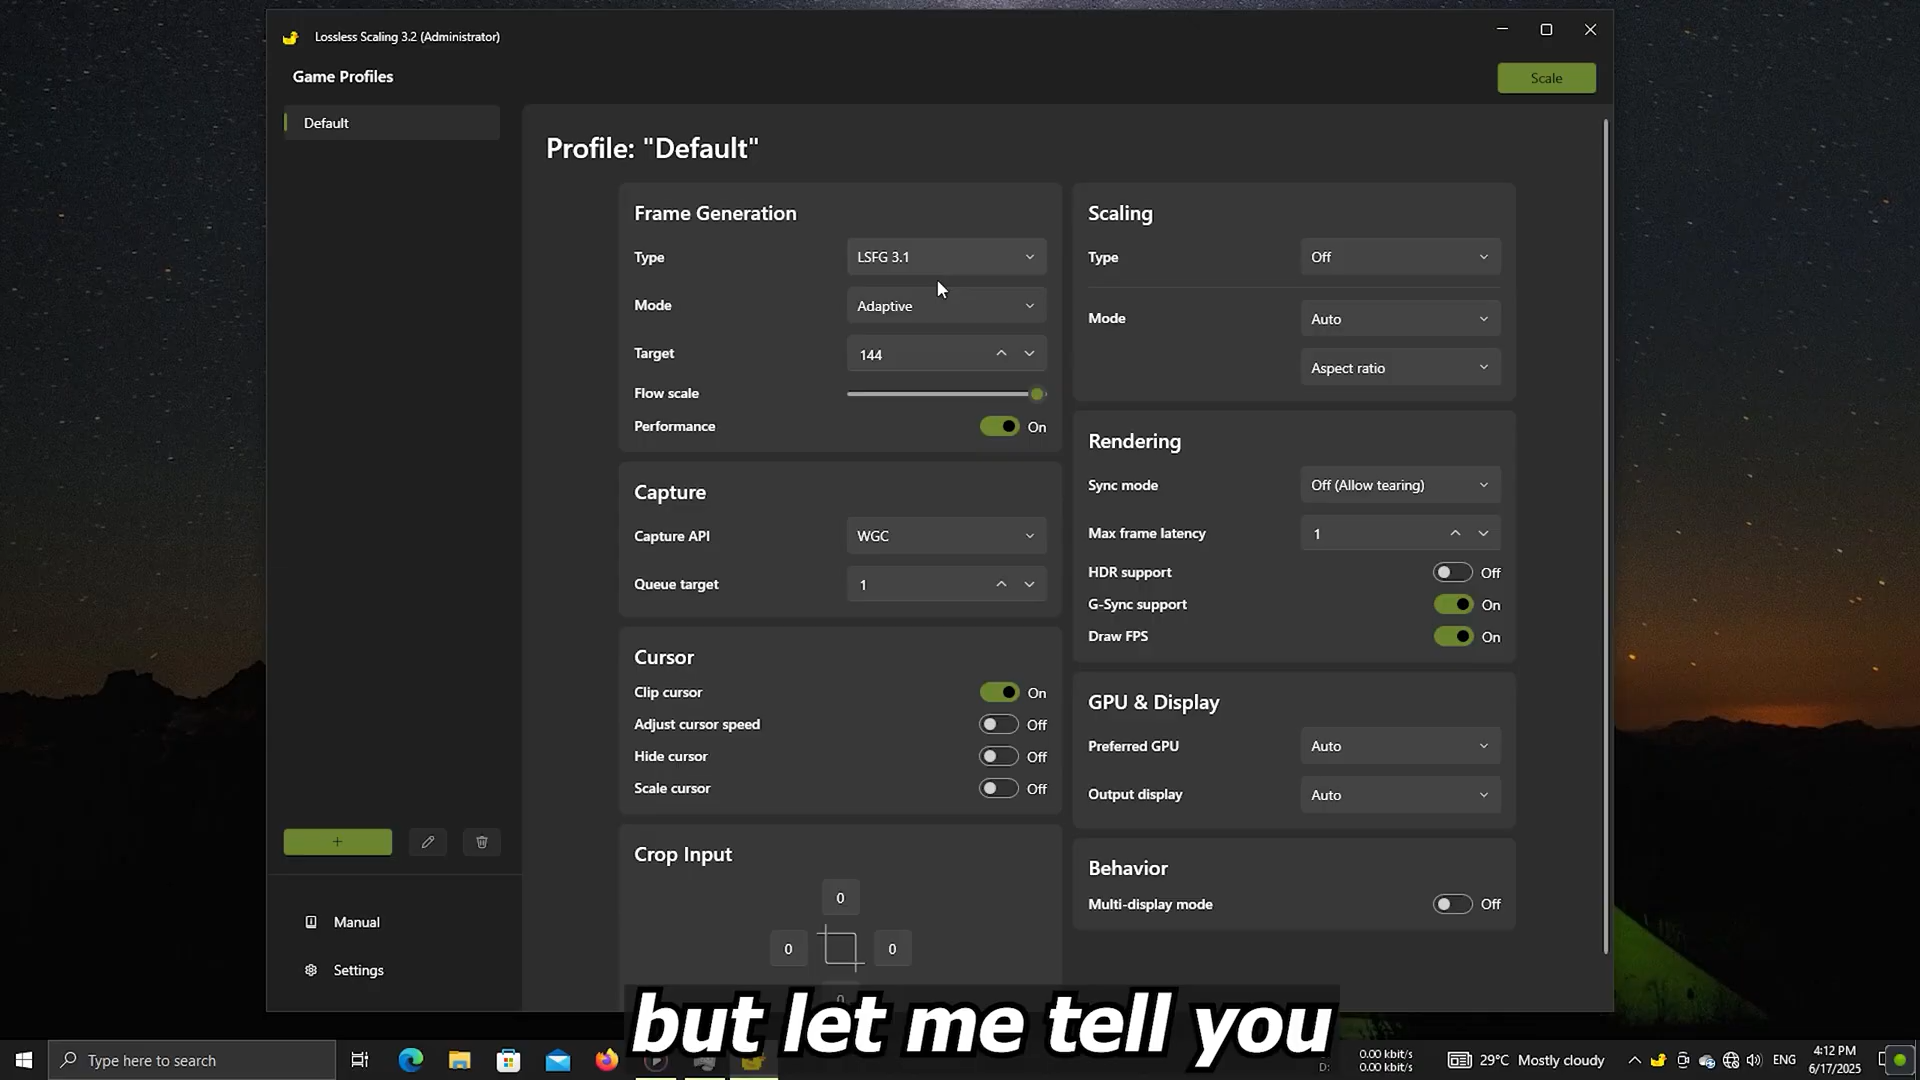 Lossless Scaling 3.2 (Administrator)
Game Profiles
Scale
Default
Profile: "Default"
Frame Generation
Type
LSFG 3.1
Mode
Adaptive
Target
144
Flow scale
Performance
On
Capture
Capture API
WGC
Queue target
1
Cursor
Clip cursor
On
Adjust cursor speed
Off
Hide cursor
Off
Scale cursor
Off
Crop Input
0
0
0
Scaling
Type
Off
Mode
Auto
Aspect ratio
Rendering
Sync mode
Off (Allow tearing)
Max frame latency
1
HDR support
Off
G-Sync support
On
Draw FPS
On
GPU & Display
Preferred GPU
Auto
Output display
Auto
Behavior
Multi-display mode
Off
+
Manual
Settings
but let me tell you
Type here to search
D:
0.00 kbit/s
0.00 kbit/s
29°C Mostly cloudy
ENG
4:12 PM
6/17/2025